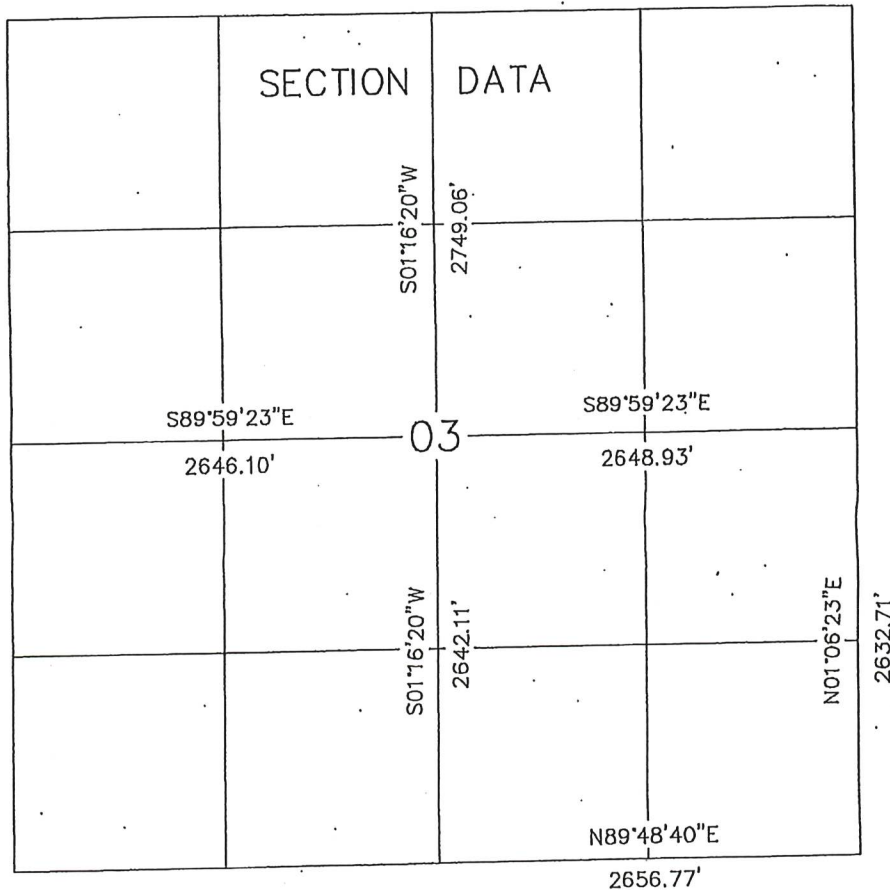 SECTION DATA
S01°16'20"W
2749.06'
S89°59'23"E
2646.10'
03
S89°59'23"E
2648.93'
S01°16'20"W
2642.11'
N01°06'23"E
2632.71'
N89°48'40"E
2656.77'